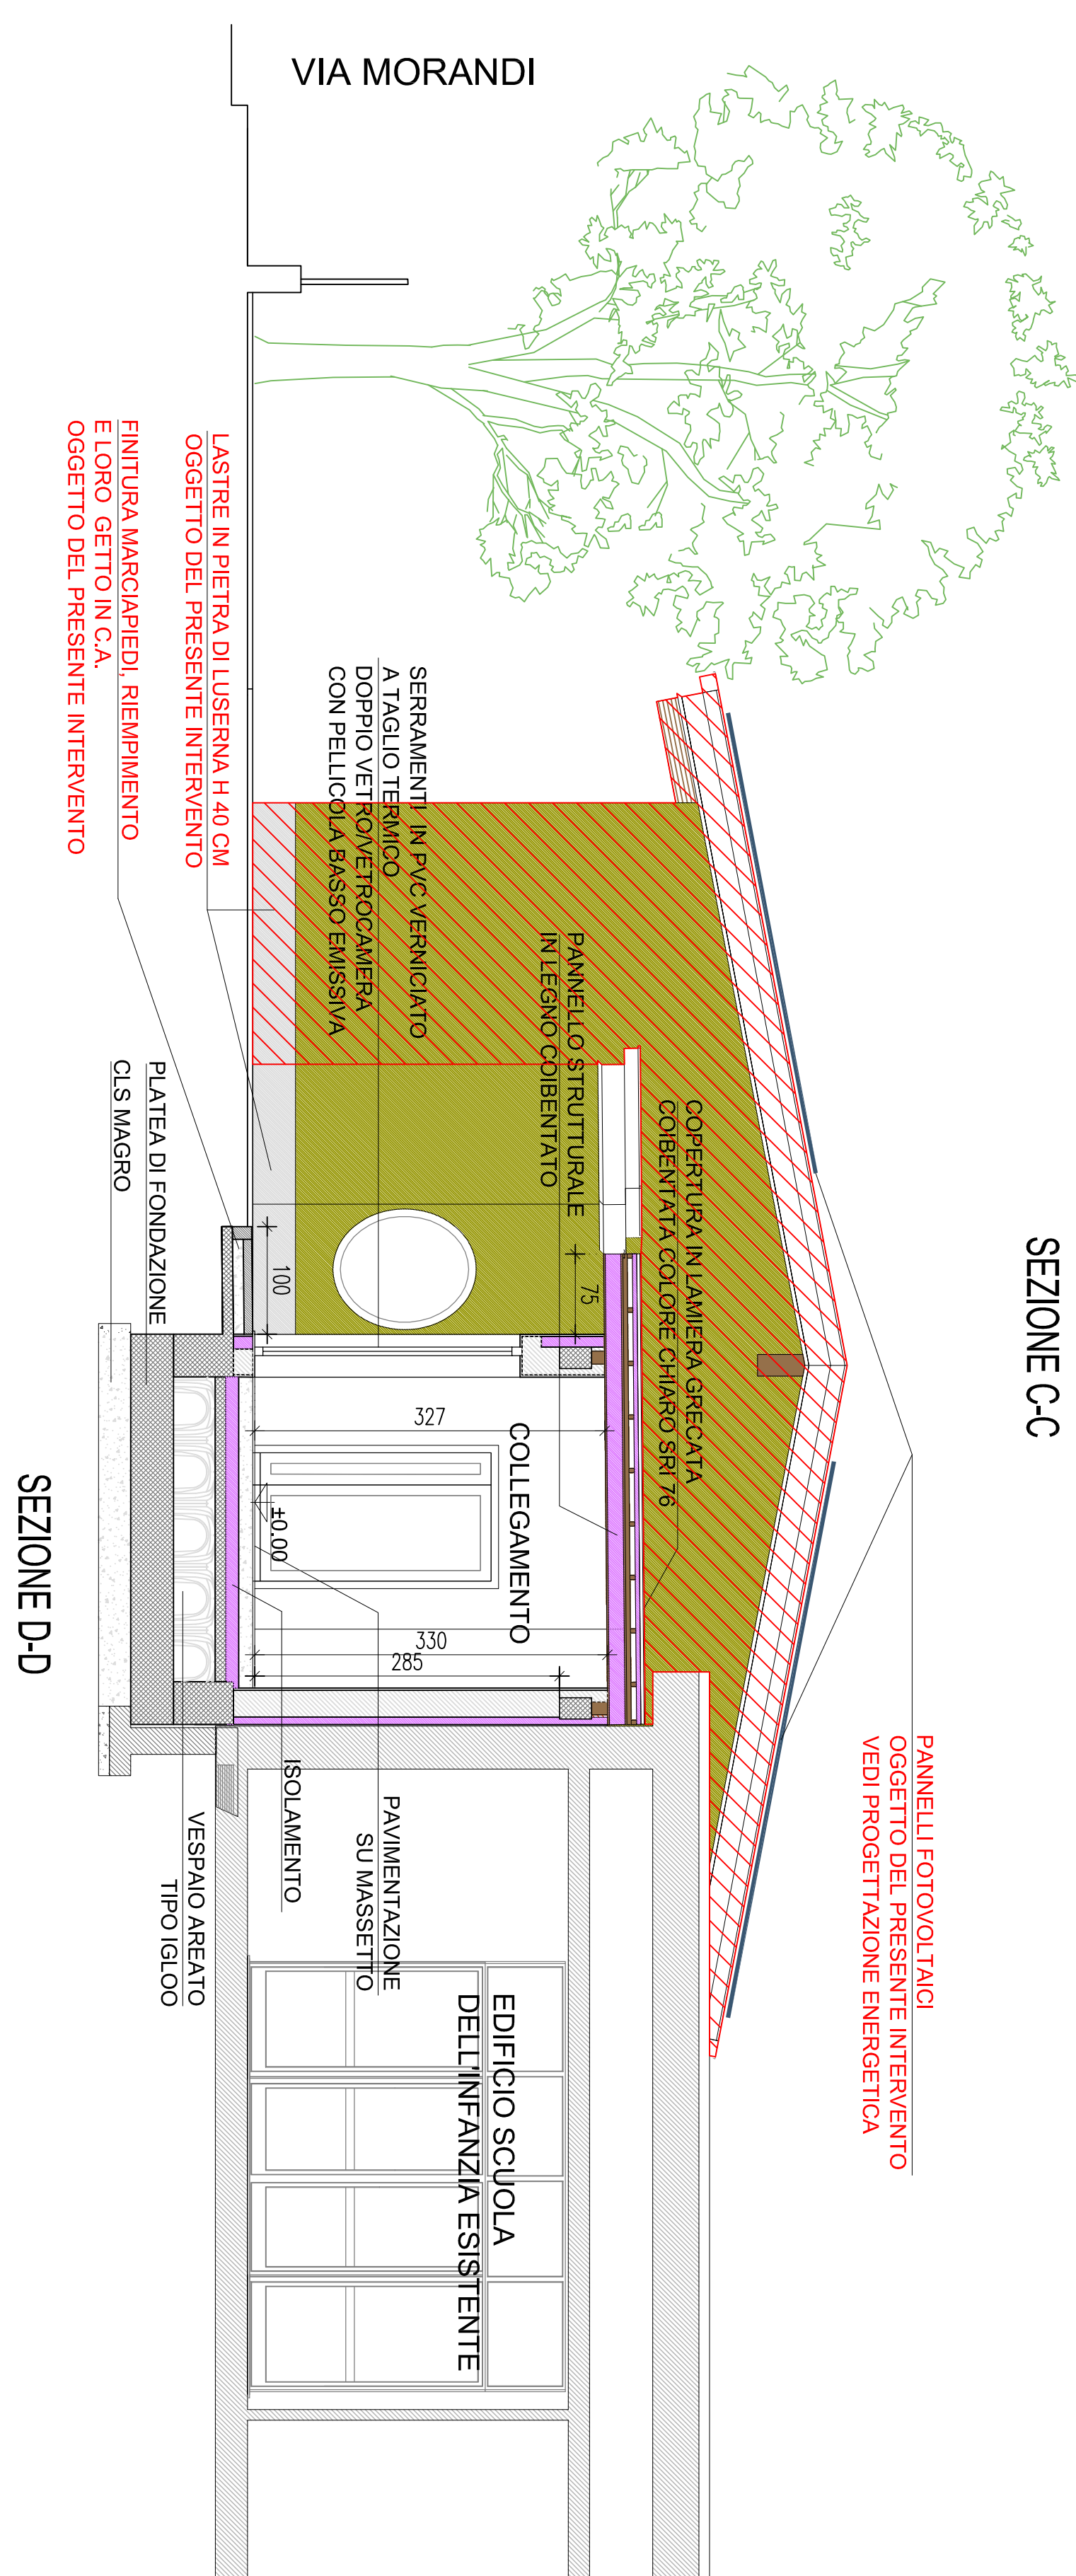 SEZIONE C-C
VIA MORANDI
PANNELLI FOTOVOLTAICI
OGGETTO DEL PRESENTE INTERVENTO
VEDI PROGETTAZIONE ENERGETICA
COPERTURA IN LAMIERA GRECATA
COIBENTATA COLORE CHIARO SRI 76
PANNELLO STRUTTURALE
IN LEGNO COIBENTATO
SERRAMENTI IN PVC VERNICIATO
A TAGLIO TERMICO
DOPPIO VETRO/VETROCAMERA
CON PELLICOLA BASSO EMISSIVA
LASTRE IN PIETRA DI LUSERNA H 40 CM
OGGETTO DEL PRESENTE INTERVENTO
FINITURA MARCIAPIEDI, RIEMPIMENTO
E LORO GETTO IN C.A.
OGGETTO DEL PRESENTE INTERVENTO
75
100
327
COLLEGAMENTO
±0.00
330
285
PLATEA DI FONDAZIONE
CLS MAGRO
EDIFICIO SCUOLA
DELL'INFANZIA ESISTENTE
PAVIMENTAZIONE
SU MASSETTO
ISOLAMENTO
VESPAIO AREATO
TIPO IGLOO
SEZIONE D-D